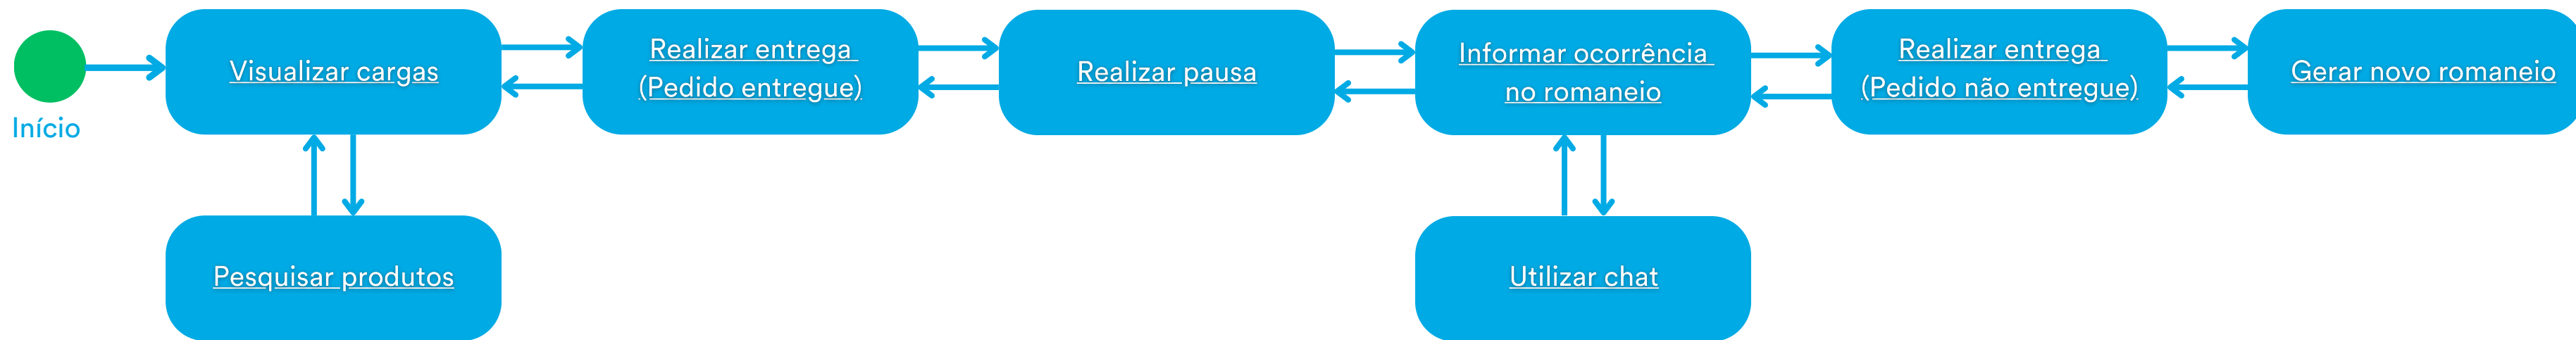 Início
Visualizar cargas
Realizar entrega
(Pedido entregue)
Realizar pausa
Informar ocorrência
no romaneio
Realizar entrega
(Pedido não entregue)
Gerar novo romaneio
Pesquisar produtos
Utilizar chat